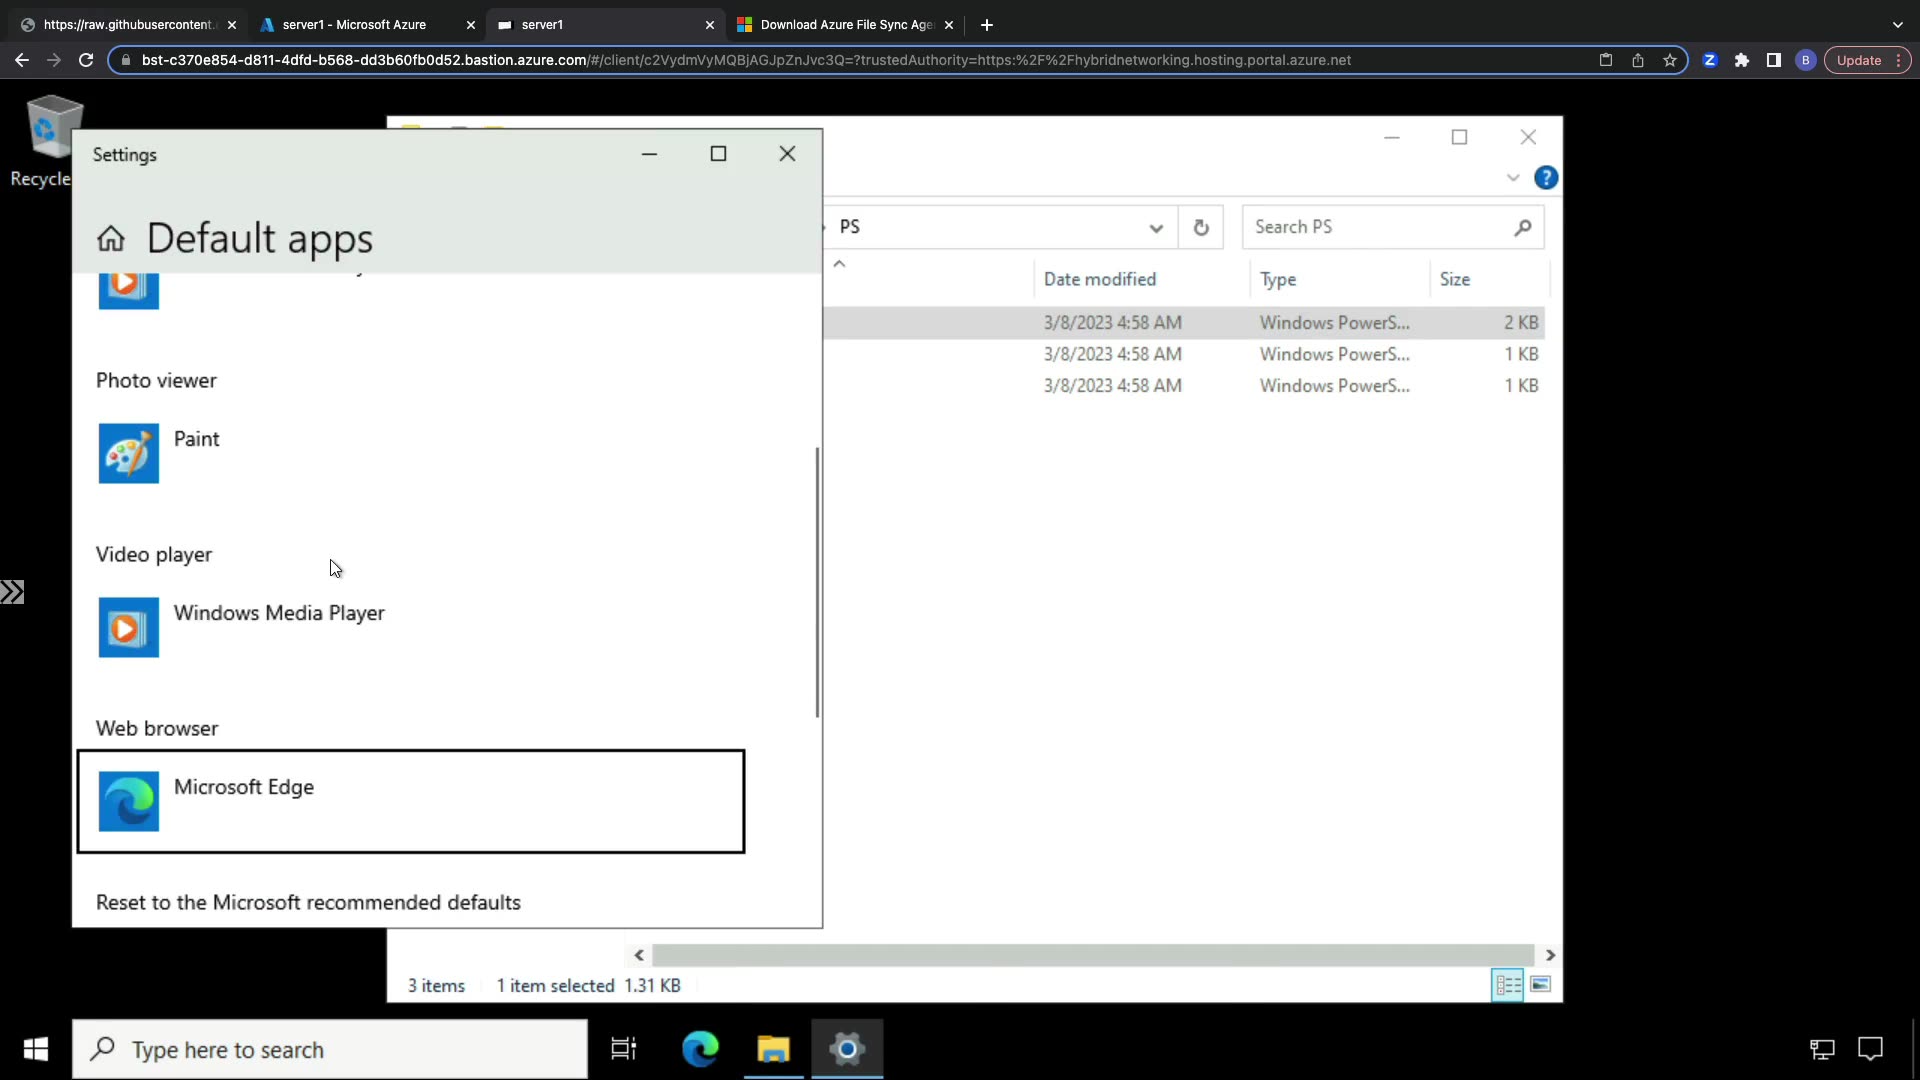 https://raw.githubusercontent.
server1 - Microsoft Azure
server1
Download Azure File Sync Age
bst-c370e854-d811-4dfd-b568-dd3b60fb0d52.bastion.azure.com/#/client/c2VydmVyMQBjAGJpZnJvc3Q=?trustedAuthority=https:%2F%2Fhybridnetworking.hosting.portal.azure.net
Z
B
Update
Recycle
Settings
Default apps
Photo viewer
Paint
Video player
Windows Media Player
Web browser
Microsoft Edge
Reset to the Microsoft recommended defaults
?
PS
Search PS
Date modified
Type
Size
3/8/2023 4:58 AM Windows PowerS... 2 KB
3/8/2023 4:58 AM Windows PowerS... 1 KB
3/8/2023 4:58 AM Windows PowerS... 1 KB
3 items 1 item selected 1.31 KB
Type here to search